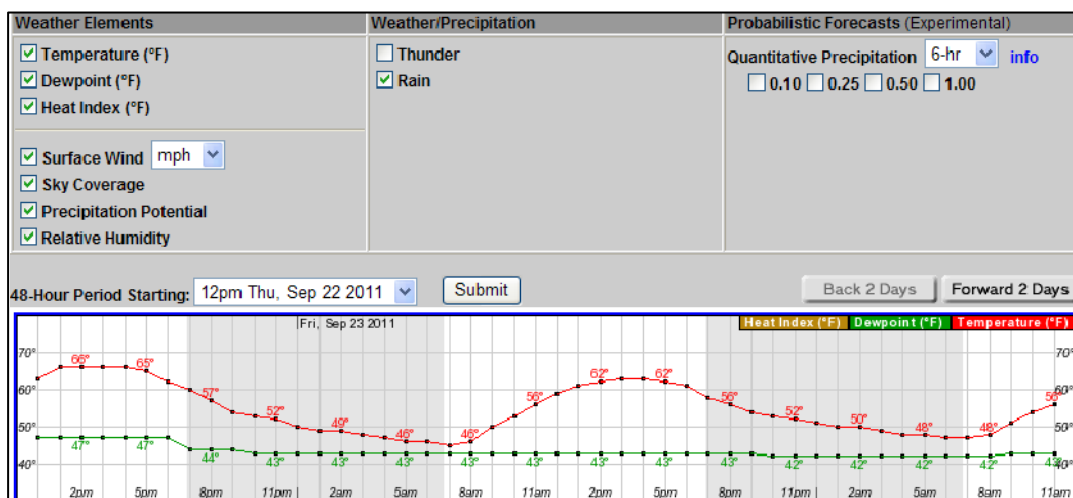 Weather Elements Weather/Precipitation Probabilistic Forecasts (Experimental)
Temperature (°F) Thunder Quantitative Precipitation 6-hr info
Dewpoint (°F) Rain 0.10 0.25 0.50 1.00
Heat Index (°F)
Surface Wind mph
Sky Coverage
Precipitation Potential
Relative Humidity
48-Hour Period Starting: 12pm Thu, Sep 22 2011 Submit Back 2 Days Forward 2 Days
Fri, Sep 23 2011 Heat Index (°F) Dewpoint (°F) Temperature (°F)
70° 70°
66° 65° 62° 62°
60° 57° 56° 56° 60° 56°
50° 52° 49° 46° 46° 52° 50° 48° 48° 50°
47° 47° 44° 43° 43° 43° 43° 43° 43° 43° 43° 42° 42° 42° 42° 43°
40° 40°
2pm 5pm 8pm 11pm 2am 5am 8am 11am 2pm 5pm 8pm 11pm 2am 5am 8am 11am